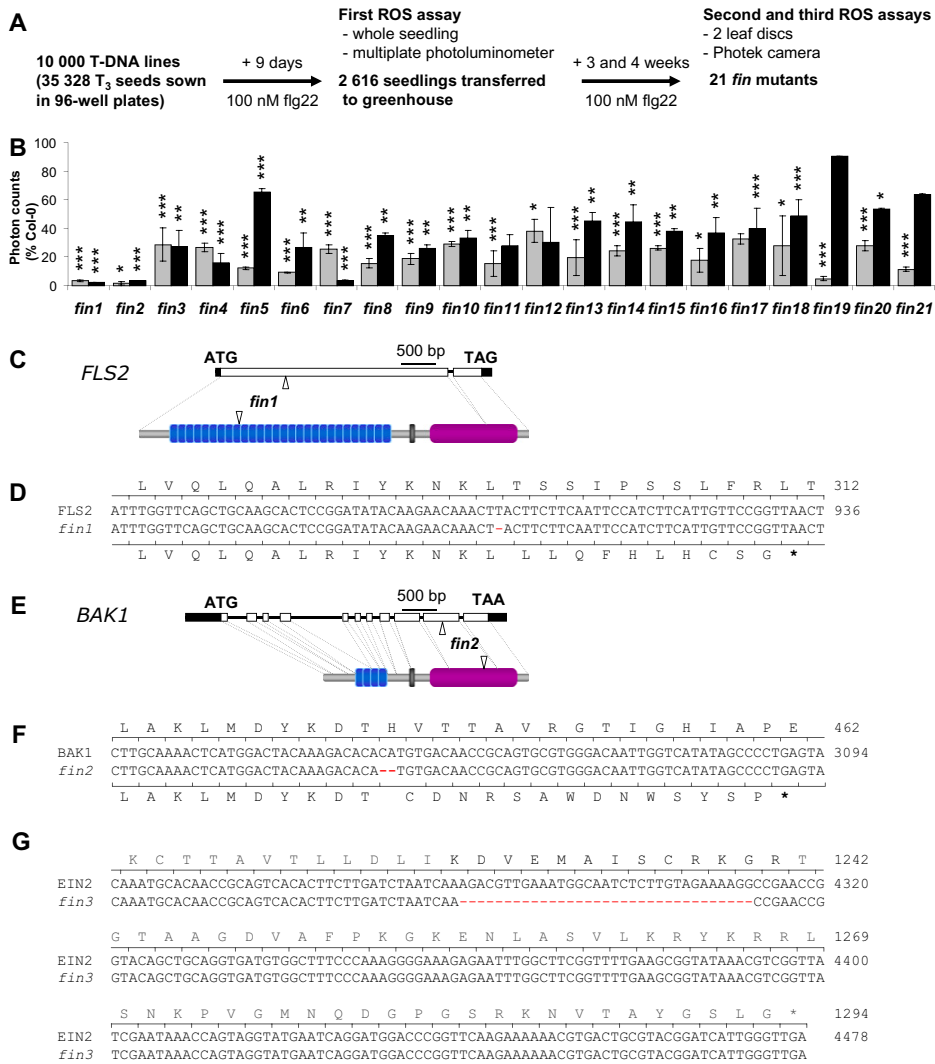 A
10 000 T-DNA lines
(35 328 T3 seeds sown
in 96-well plates)
+ 9 days
100 nM flg22
First ROS assay
- whole seedling
- multiplate photoluminometer
2 616 seedlings transferred
to greenhouse
+ 3 and 4 weeks
100 nM flg22
Second and third ROS assays
- 2 leaf discs
- Photek camera
21 fin mutants
B
Photon counts
(% Col-0)
100
80
60
40
20
0
*** *** * *** *** ** *** *** *** *** *** ** *** *** *** ** *** ** *** ** *** * *** ** *** ** *** ** * ** *** * *** *** *** * ***
fin1 fin2 fin3 fin4 fin5 fin6 fin7 fin8 fin9 fin10 fin11 fin12 fin13 fin14 fin15 fin16 fin17 fin18 fin19 fin20 fin21
C
FLS2
ATG
500 bp
TAG
fin1
D
L V Q L Q A L R I Y K N K L T S S I P S S L F R L T 312
FLS2 ATTTGGTTCAGCTGCAAGCACTCCGGATATACAAGAACAAACTTACTTCTTCAATTCCATCTTCATTGTTCCGGTTAACT 936
fin1 ATTTGGTTCAGCTGCAAGCACTCCGGATATACAAGAACAAACT-ACTTCTTCAATTCCATCTTCATTGTTCCGGTTAACT
L V Q L Q A L R I Y K N K L L L Q F H L H C S G *
E
BAK1
ATG
500 bp
TAA
fin2
F
L A K L M D Y K D T H V T T A V R G T I G H I A P E 462
BAK1 CTTGCAAAACTCATGGACTACAAAGACACACATGTGACAACCGCAGTGCGTGGGACAATTGGTCATATAGCCCCTGAGTA 3094
fin2 CTTGCAAAACTCATGGACTACAAAGACACA--TGTGACAACCGCAGTGCGTGGGACAATTGGTCATATAGCCCCTGAGTA
L A K L M D Y K D T C D N R S A W D N W S Y S P *
G
K C T T A V T L L D L I K D V E M A I S C R K G R T 1242
EIN2 CAAATGCACAACCGCAGTCACACTTCTTGATCTAATCAAAGACGTTGAAATGGCAATCTCTTGTAGAAAAGGCCGAACCG 4320
fin3 CAAATGCACAACCGCAGTCACACTTCTTGATCTAATCAA---------------------------------CCGAACCG
G T A A G D V A F P K G K E N L A S V L K R Y K R R L 1269
EIN2 GTACAGCTGCAGGTGATGTGGCTTTCCCAAAGGGGAAAGAGAATTTGGCTTCGGTTTTGAAGCGGTATAAACGTCGGTTA 4400
fin3 GTACAGCTGCAGGTGATGTGGCTTTCCCAAAGGGGAAAGAGAATTTGGCTTCGGTTTTGAAGCGGTATAAACGTCGGTTA
S N K P V G M N Q D G P G S R K N V T A Y G S L G * 1294
EIN2 TCGAATAAACCAGTAGGTATGAATCAGGATGGACCCGGTTCAAGAAAAAACGTGACTGCGTACGGATCATTGGGTTGA 4478
fin3 TCGAATAAACCAGTAGGTATGAATCAGGATGGACCCGGTTCAAGAAAAAACGTGACTGCGTACGGATCATTGGGTTGA